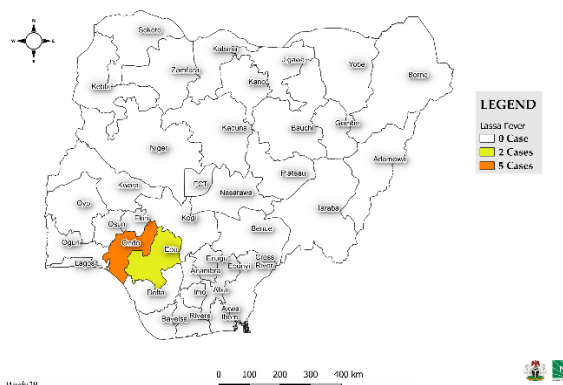 N
W
E
S
Sokoto
Katsina
Jigawa
Yobe
Borno
Zamfara
Kebbi
Kano
Kaduna
Bauchi
Gombe
Adamawa
Niger
Plateau
FCT
Nasarawa
Taraba
Kwara
Oyo
Kogi
Benue
Ekiti
Osun
Ondo
Edo
Ogun
Lagos
Enugu
Anambra
Ebonyi
Cross
River
Delta
Imo
Abia
Bayelsa
Rivers
Akwa
Ibom
LEGEND
Lassa Fever
0 Case
2 Cases
5 Cases
0 100 200 300 400 km